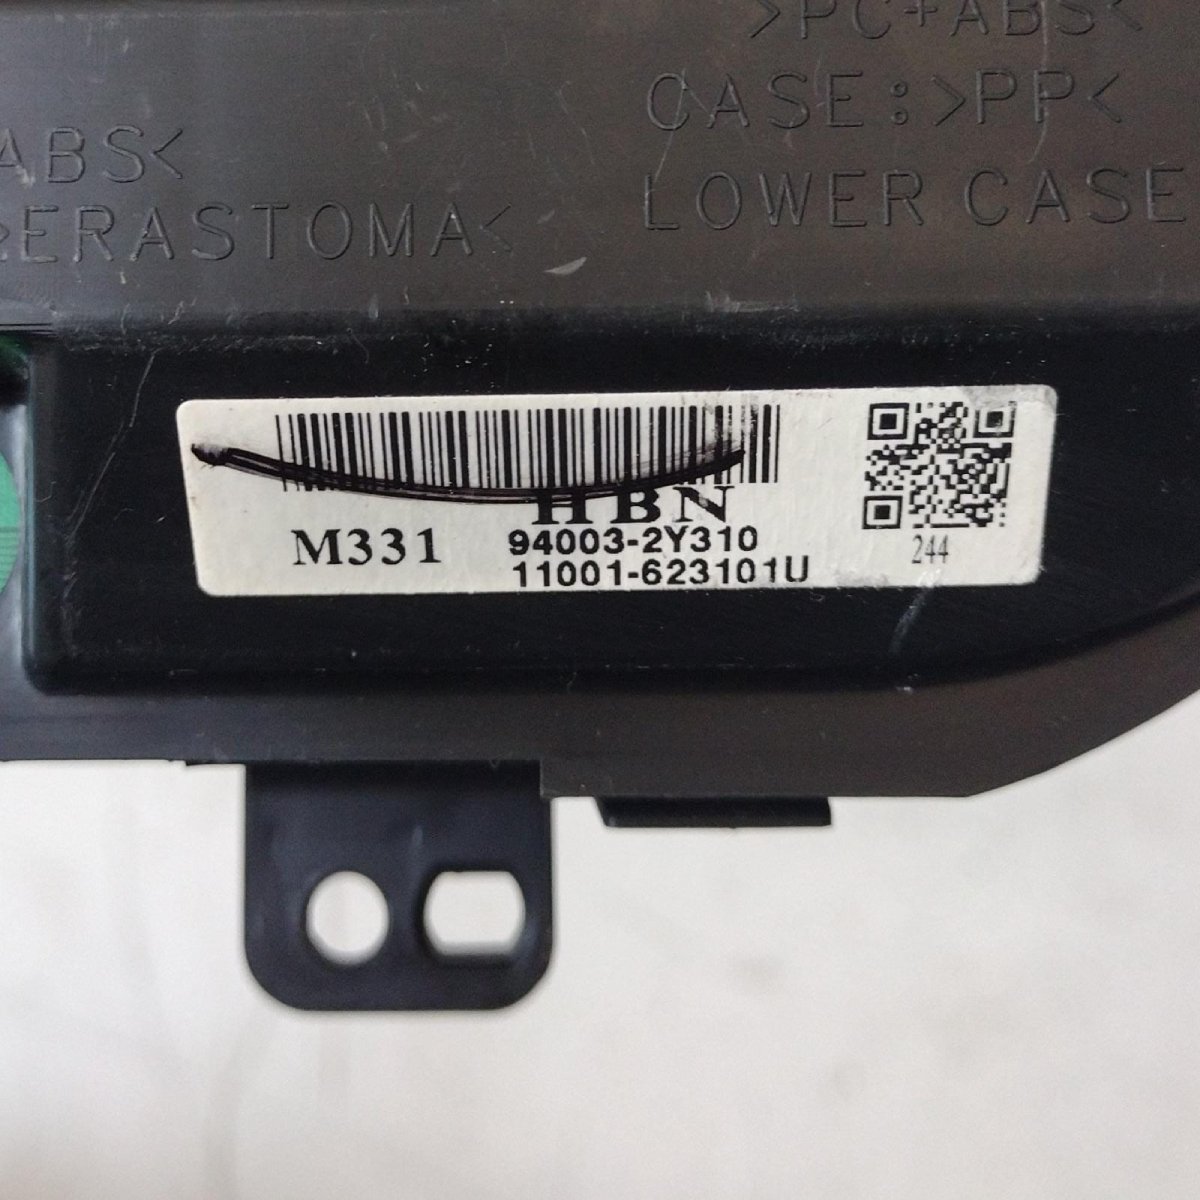 >PC+ABS<
CASE:>PP<
LOWER CASE
ABS<
>ERASTOMA<
HBN
M331
94003-2Y310
11001-623101U
244